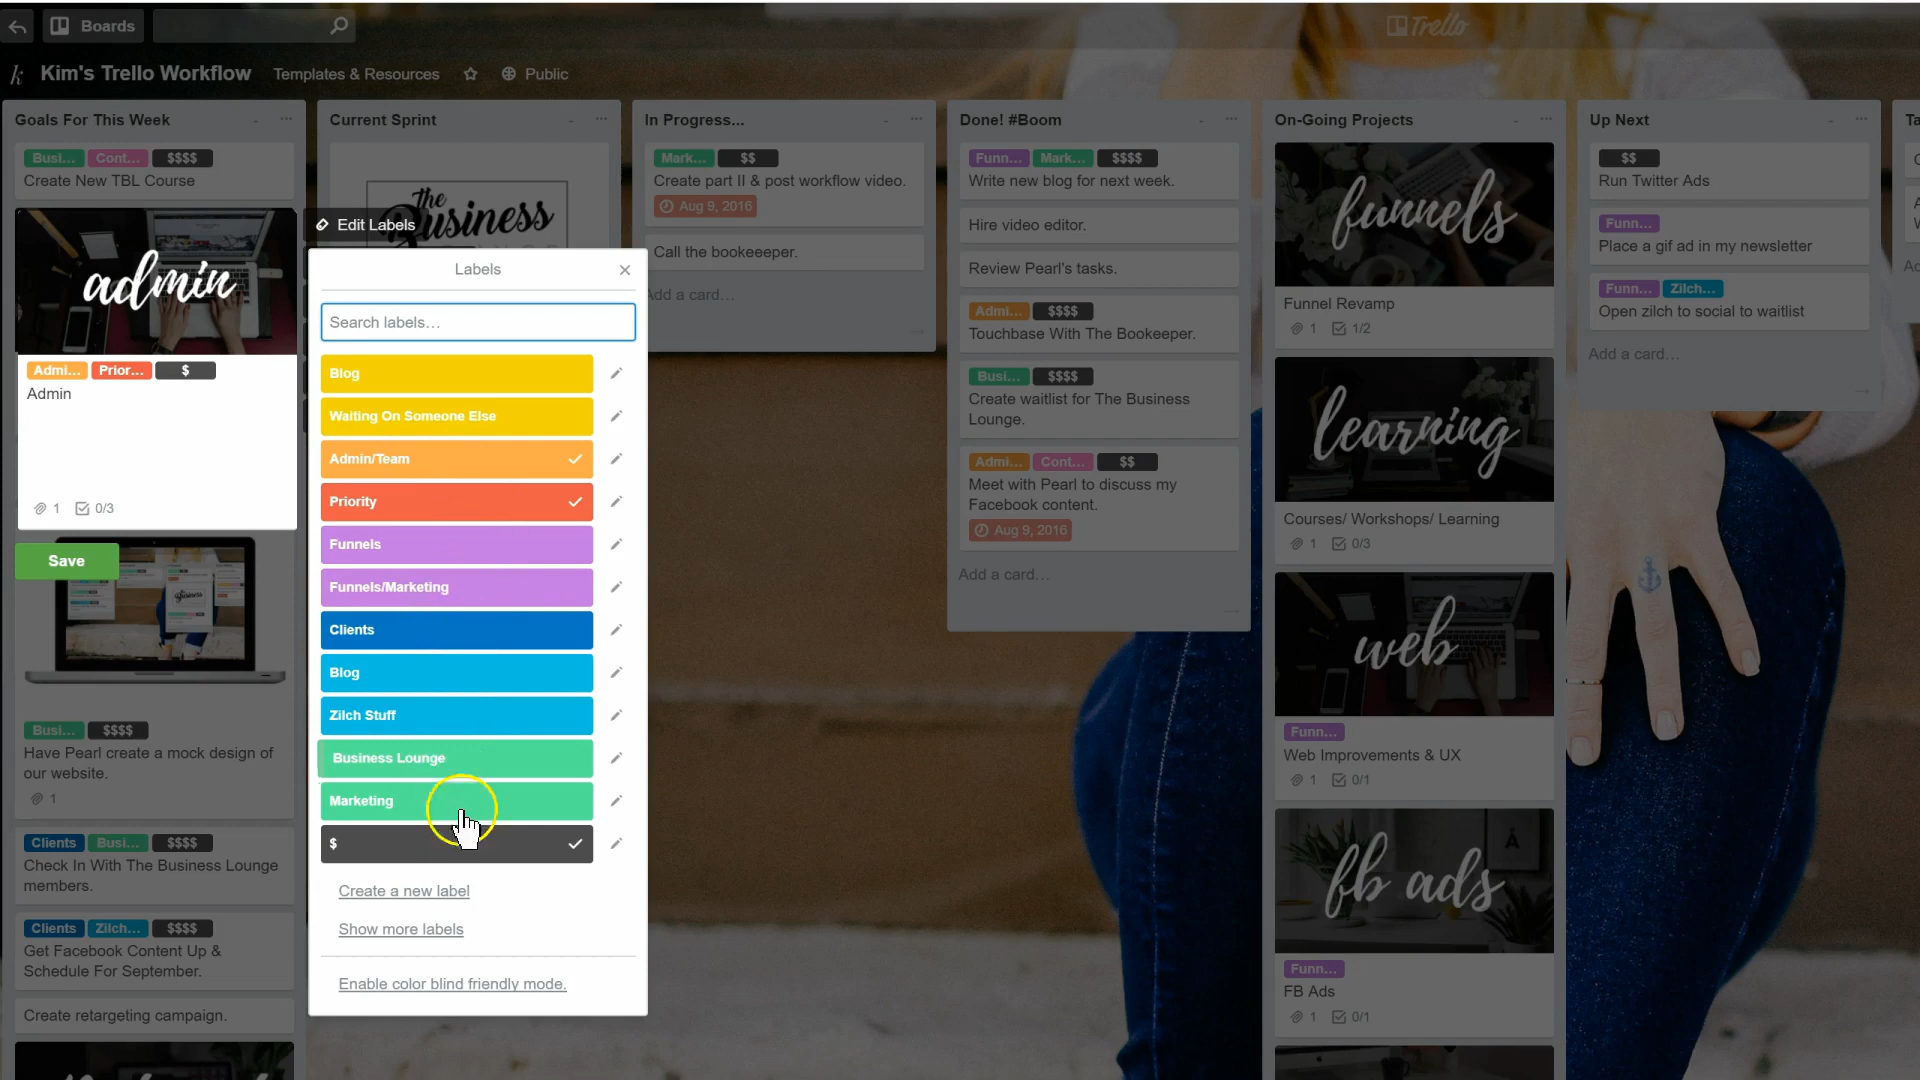 Boards
Trello
k Kim's Trello Workflow Templates & Resources Public
Goals For This Week
Busi... Cont... $$$$
Create New TBL Course
admin
Admi... Prior... $
Admin
1 0/3
Save
Busi... $$$$
Have Pearl create a mock design of
our website.
1
Clients Busi... $$$$
Check In With The Business Lounge
members.
Clients Zilch... $$$$
Get Facebook Content Up &
Schedule For September.
Create retargeting campaign.
Current Sprint
the
Business
Edit Labels
Labels
Search labels…
Blog
Waiting On Someone Else
Admin/Team
Priority
Funnels
Funnels/Marketing
Clients
Blog
Zilch Stuff
Business Lounge
Marketing
$
Create a new label
Show more labels
Enable color blind friendly mode.
In Progress...
Mark... $$
Create part II & post workflow video.
Aug 9, 2016
Call the bookeeeper.
Add a card…
Done! #Boom
Funn... Mark... $$$$
Write new blog for next week.
Hire video editor.
Review Pearl's tasks.
Admi... $$$$
Touchbase With The Bookeeper.
Busi... $$$$
Create waitlist for The Business
Lounge.
Admi... Cont... $$
Meet with Pearl to discuss my
Facebook content.
Aug 9, 2016
Add a card…
On-Going Projects
funnels
Funnel Revamp
1 1/2
learning
Courses/ Workshops/ Learning
1 0/3
web
Funn...
Web Improvements & UX
1 0/1
fb ads
Funn...
FB Ads
1 0/1
Up Next
$$
Run Twitter Ads
Funn...
Place a gif ad in my newsletter
Funn... Zilch...
Open zilch to social to waitlist
Add a card…